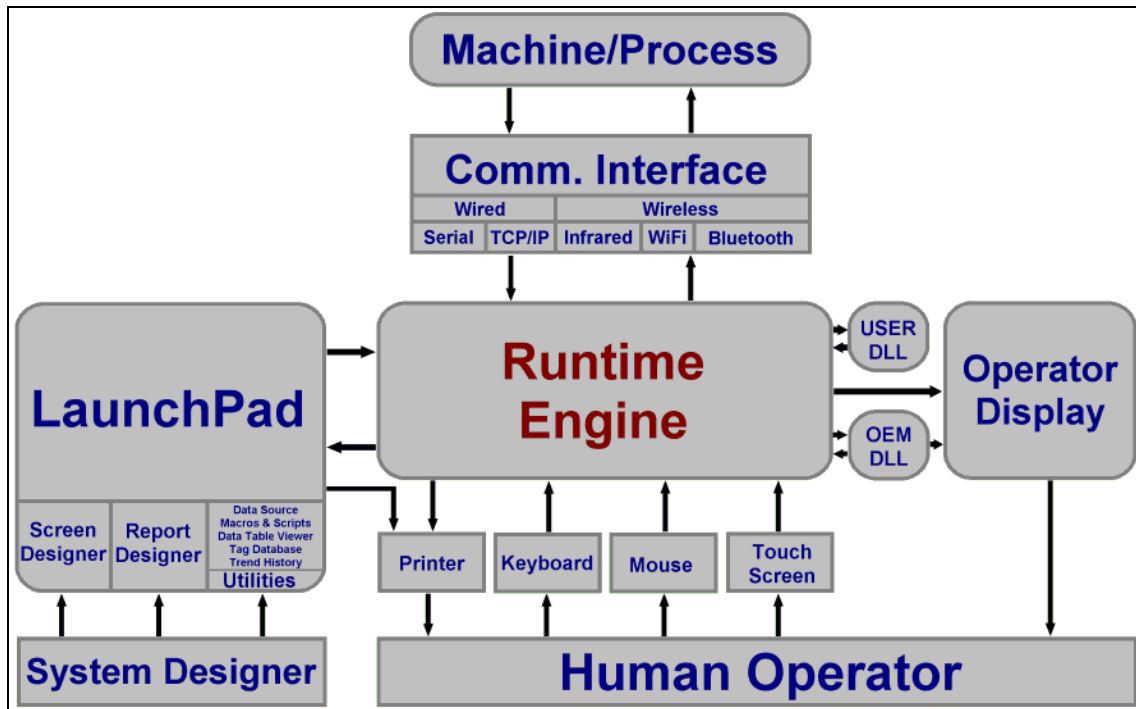 Machine/Process
Comm. Interface
Wired
Wireless
Serial
TCP/IP
Infrared
WiFi
Bluetooth
LaunchPad
Screen
Designer
Report
Designer
Data Source
Macros & Scripts
Data Table Viewer
Tag Database
Trend History
Utilities
Runtime
Engine
USER
DLL
OEM
DLL
Operator
Display
Printer
Keyboard
Mouse
Touch
Screen
System Designer
Human Operator